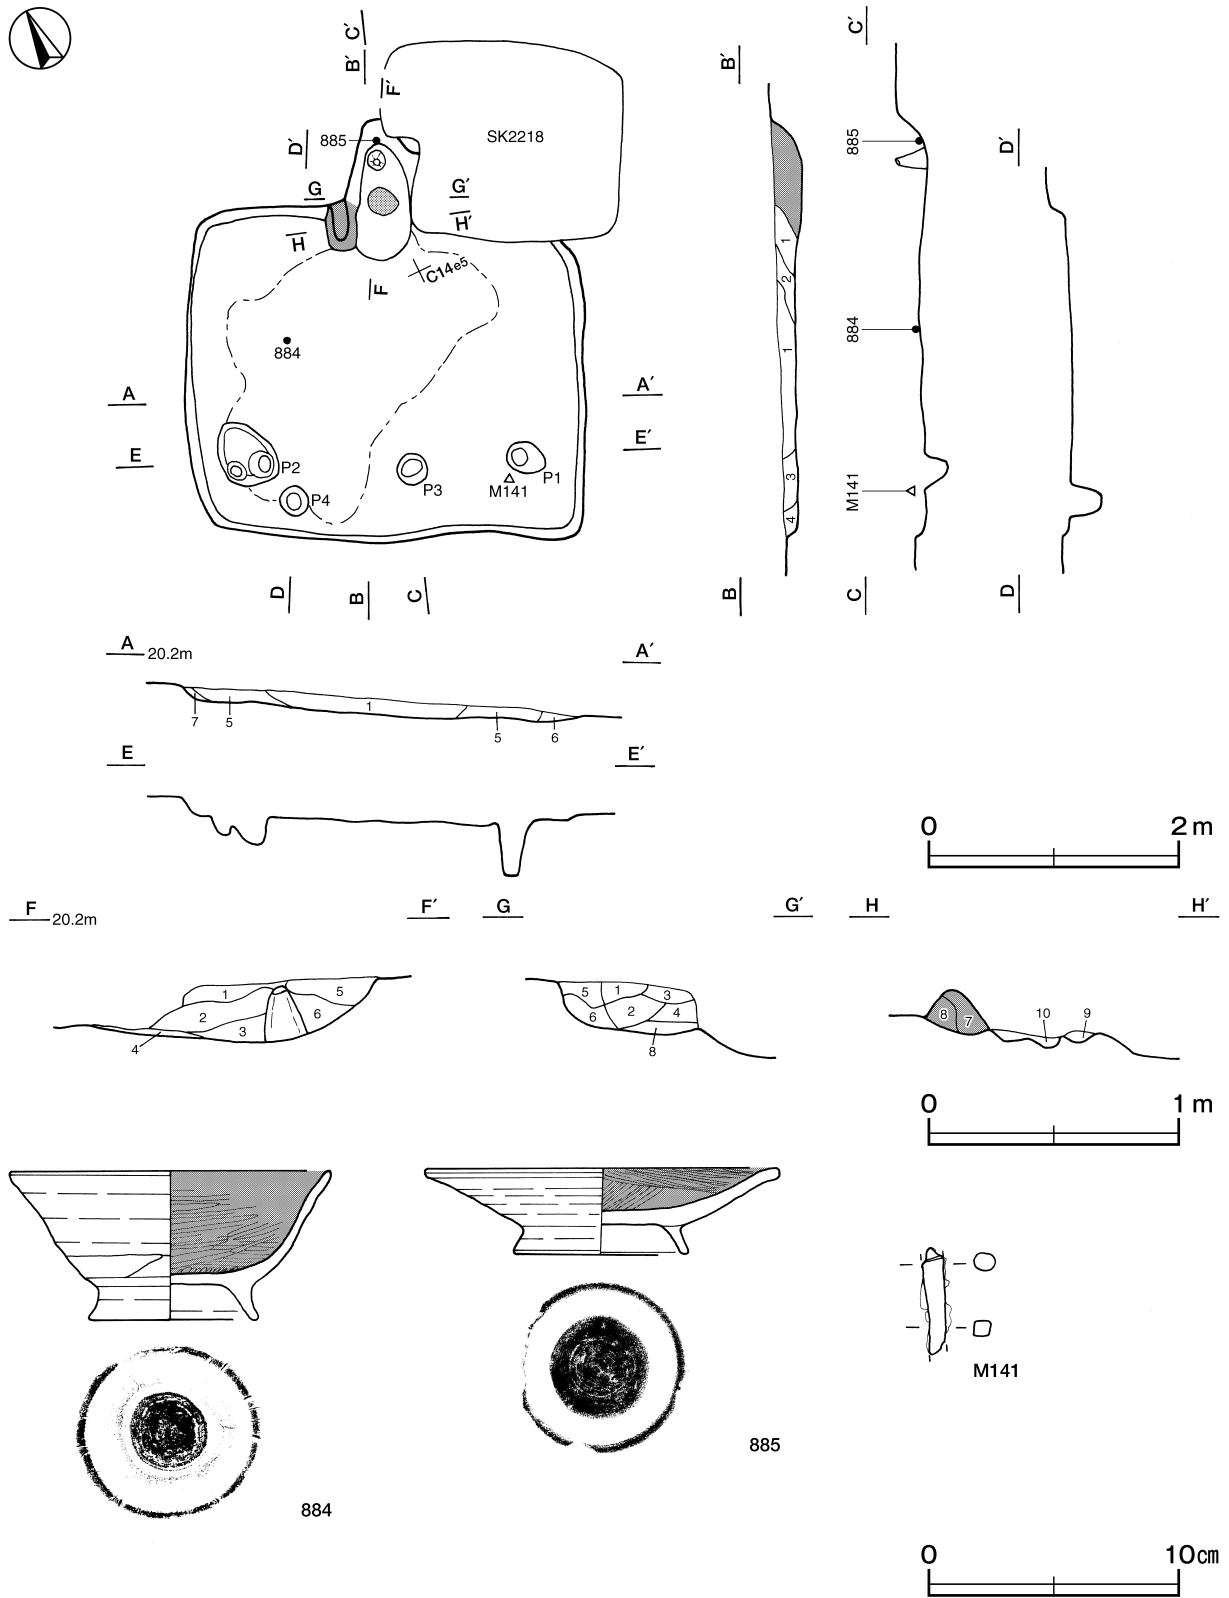 C′
B′
F′
SK2218
885
D′
G
G′
H′
H
C14e5
F
884
A
A′
E
E′
P2
P4
P3
M141
P1
D
B
C
B′
1
2
1
3
4
B
C′
885
884
M141
C
D′
D
A 20.2m
A′
7
5
1
5
6
E
E′
0 2m
F 20.2m
F′
1
5
2
3
6
4
G
G′
5
1
3
6
2
4
8
H
H′
8
7
10
9
0 1m
884
885
M141
0 10cm